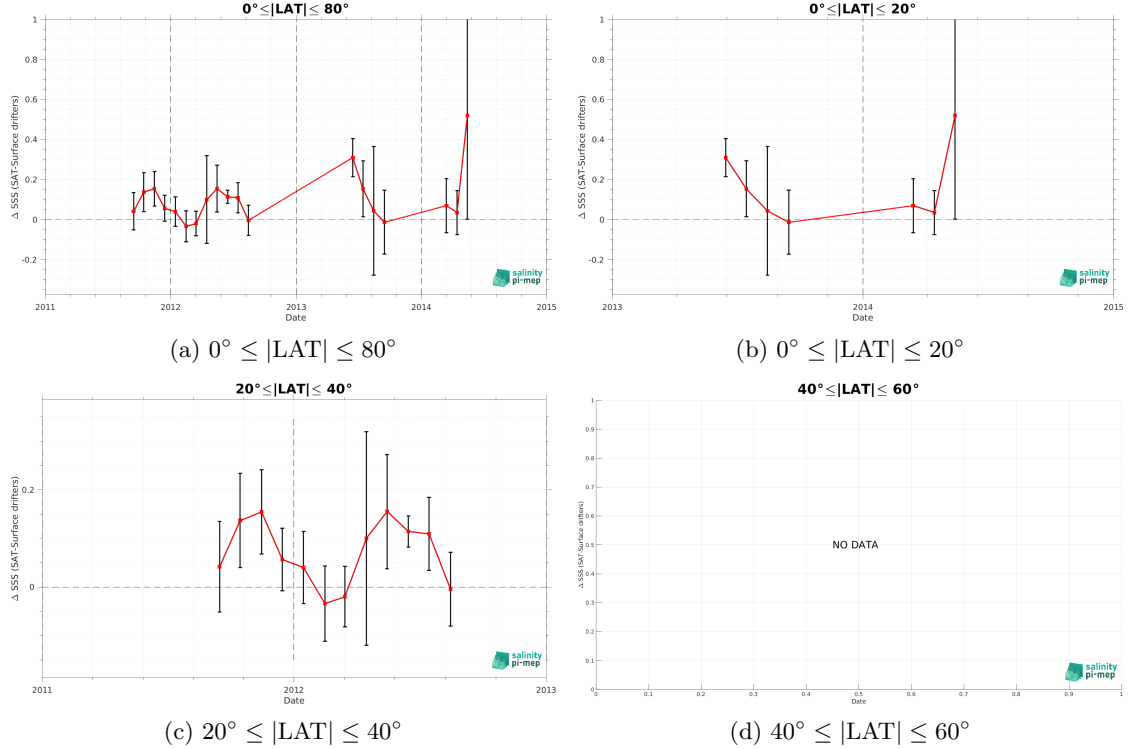 0°≤|LAT|≤ 80°
Δ SSS (SAT-Surface drifters)
1
0.8
0.6
0.4
0.2
0
-0.2
2011
2012
2013
2014
2015
Date
salinity
pi-mep
(a) 0° ≤ |LAT| ≤ 80°
0°≤|LAT|≤ 20°
Δ SSS (SAT-Surface drifters)
1
0.8
0.6
0.4
0.2
0
-0.2
2013
2014
2015
Date
salinity
pi-mep
(b) 0° ≤ |LAT| ≤ 20°
20°≤|LAT|≤ 40°
Δ SSS (SAT-Surface drifters)
0.2
0
2011
2012
2013
Date
salinity
pi-mep
(c) 20° ≤ |LAT| ≤ 40°
40°≤|LAT|≤ 60°
Δ SSS (SAT-Surface drifters)
1
0.9
0.8
0.7
0.6
0.5
0.4
0.3
0.2
0.1
0
NO DATA
0
0.1
0.2
0.3
0.4
0.5
0.6
0.7
0.8
0.9
1
Date
salinity
pi-mep
(d) 40° ≤ |LAT| ≤ 60°